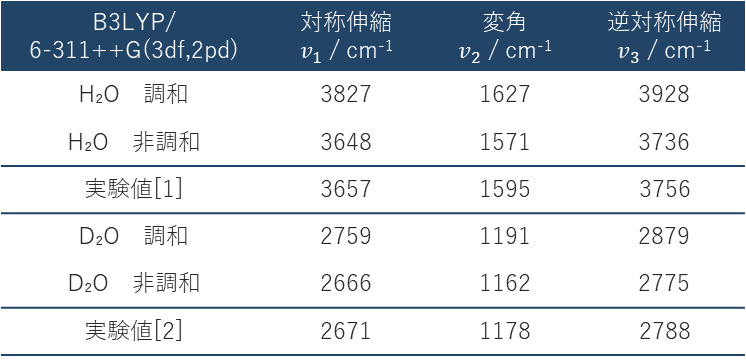 B3LYP/
6-311++G(3df,2pd) 対称伸縮 ν₁ / cm⁻¹ 変角 ν₂ / cm⁻¹ 逆対称伸縮 ν₃ / cm⁻¹
H₂O 調和 3827 1627 3928
H₂O 非調和 3648 1571 3736
実験値[1] 3657 1595 3756
D₂O 調和 2759 1191 2879
D₂O 非調和 2666 1162 2775
実験値[2] 2671 1178 2788